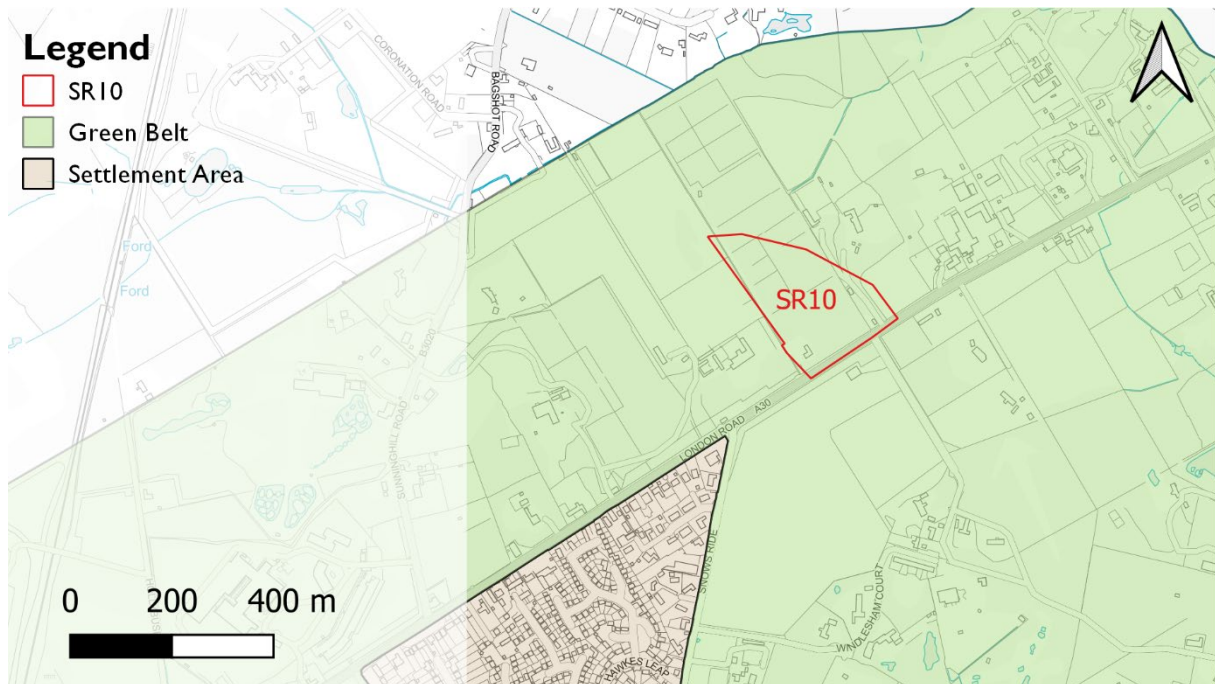 Legend
SR10
Green Belt
Settlement Area
CORONATION ROAD
BAGSHOT ROAD
Ford
Ford
SR10
B3020
SUNNINGHILL ROAD
LONDON ROAD
A30
SNOWS RIDE
WINDLESHAM COURT
HAWKES LEAP
0 200 400 m